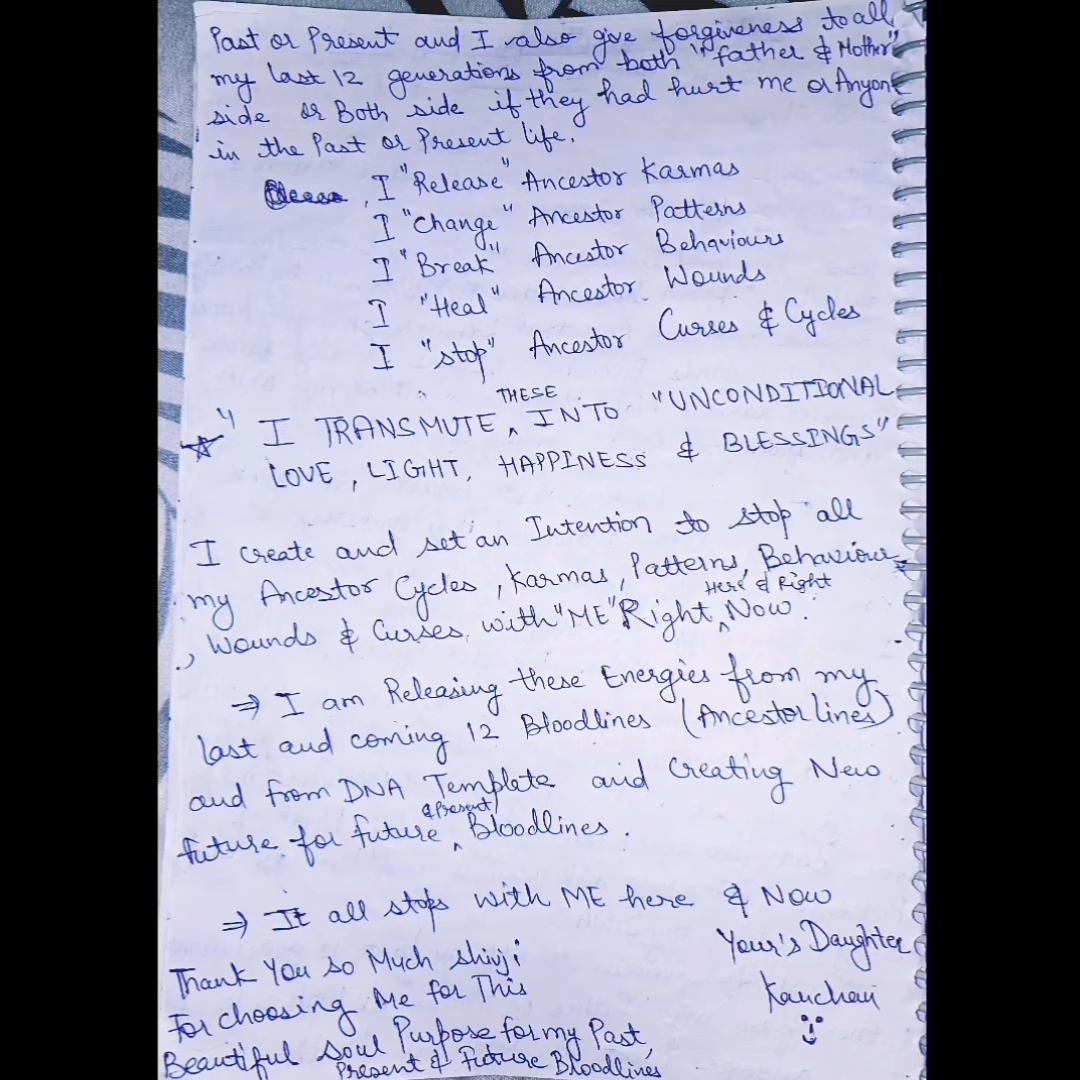 Past or Present and I also give forgiveness to all
my last 12 generations from both "father & Mother"
side or Both side if they had hurt me or Anyone
in the Past or Present life.
, I "Release" Ancestor Karmas
I "Change" Ancestor Patterns
I "Break" Ancestor Behaviours
I "Heal" Ancestor Wounds
I "stop" Ancestor Curses & Cycles
" I TRANSMUTE ^ THESE INTO "UNCONDITIONAL
LOVE, LIGHT, HAPPINESS & BLESSINGS"
I create and set an Intention to stop all
my Ancestor Cycles, Karmas, Patterns, Behaviour
, Wounds & Curses with "ME" Right ^ Here & Right Now.
⇒ I am Releasing these Energies from my
last and coming 12 Bloodlines (Ancestor lines)
and from DNA Template and Creating New
future for future ^ & Present Bloodlines.
⇒ It all stops with ME here & Now
Your's Daughter
Kanchan
Thank You so Much Shivji
For choosing Me for This
Beautiful soul Purpose for my Past,
Present & Future Bloodlines